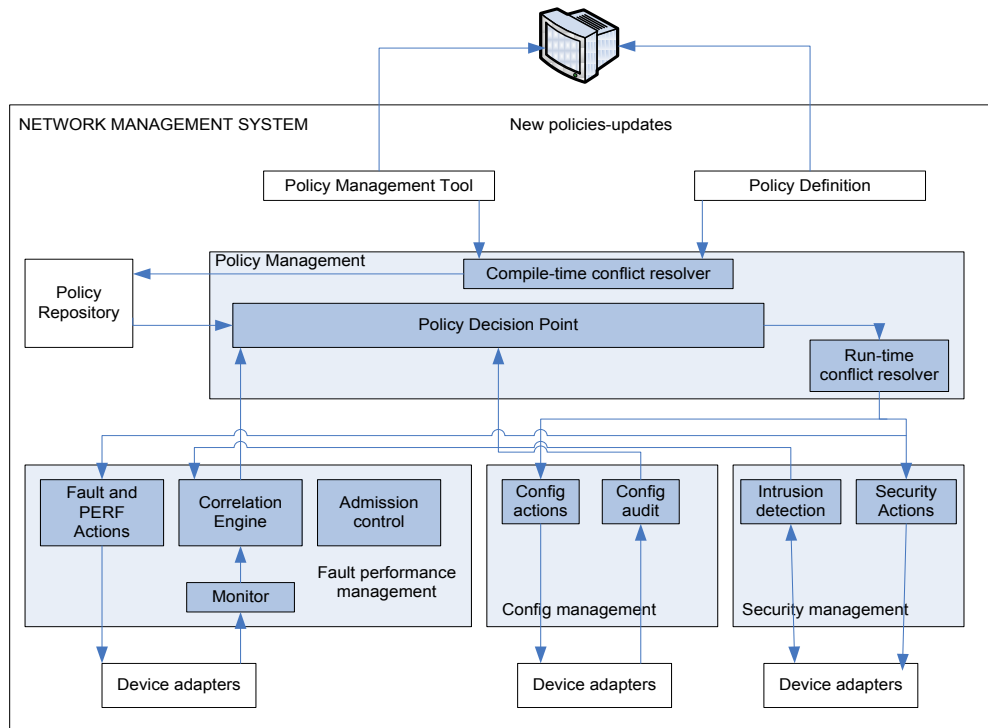 NETWORK MANAGEMENT SYSTEM
New policies-updates
Policy Management Tool
Policy Definition
Policy Management
Compile-time conflict resolver
Policy
Repository
Policy Decision Point
Run-time
conflict resolver
Fault and
PERF
Actions
Correlation
Engine
Admission
control
Config
actions
Config
audit
Intrusion
detection
Security
Actions
Fault performance
management
Monitor
Config management
Security management
Device adapters
Device adapters
Device adapters